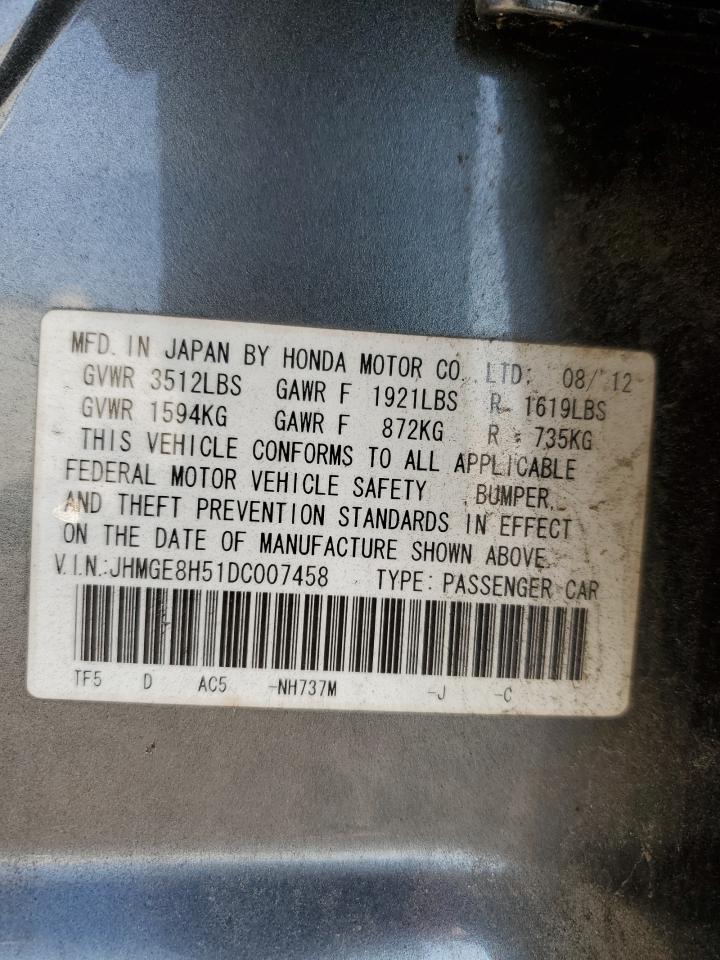 MFD. IN JAPAN BY HONDA MOTOR CO. LTD. 08/12
GVWR 3512LBS GAWR F 1921LBS R 1619LBS
GVWR 1594KG GAWR F 872KG R 735KG
THIS VEHICLE CONFORMS TO ALL APPLICABLE
FEDERAL MOTOR VEHICLE SAFETY, BUMPER,
AND THEFT PREVENTION STANDARDS IN EFFECT
ON THE DATE OF MANUFACTURE SHOWN ABOVE.
V.I.N.:JHMGE8H51DC007458 TYPE: PASSENGER CAR
TF5 D AC5 -NH737M -J -C